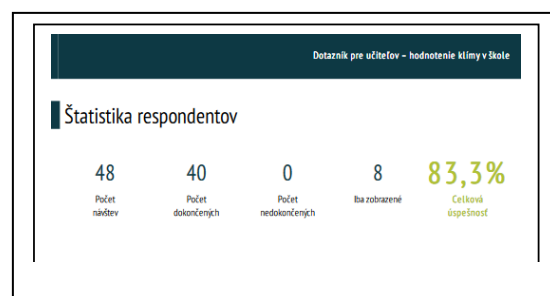 Dotazník pre učiteľov – hodnotenie klímy v škole
Štatistika respondentov
48
Počet
návštev
40
Počet
dokončených
0
Počet
nedokončených
8
Iba zobrazené
83,3%
Celková
úspešnosť